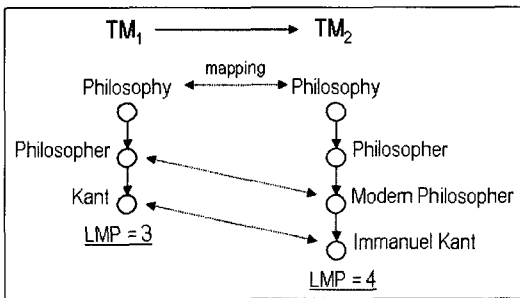 TM1 TM2
mapping
Philosophy Philosophy
Philosopher Philosopher
Kant Modern Philosopher
LMP = 3 Immanuel Kant
LMP = 4